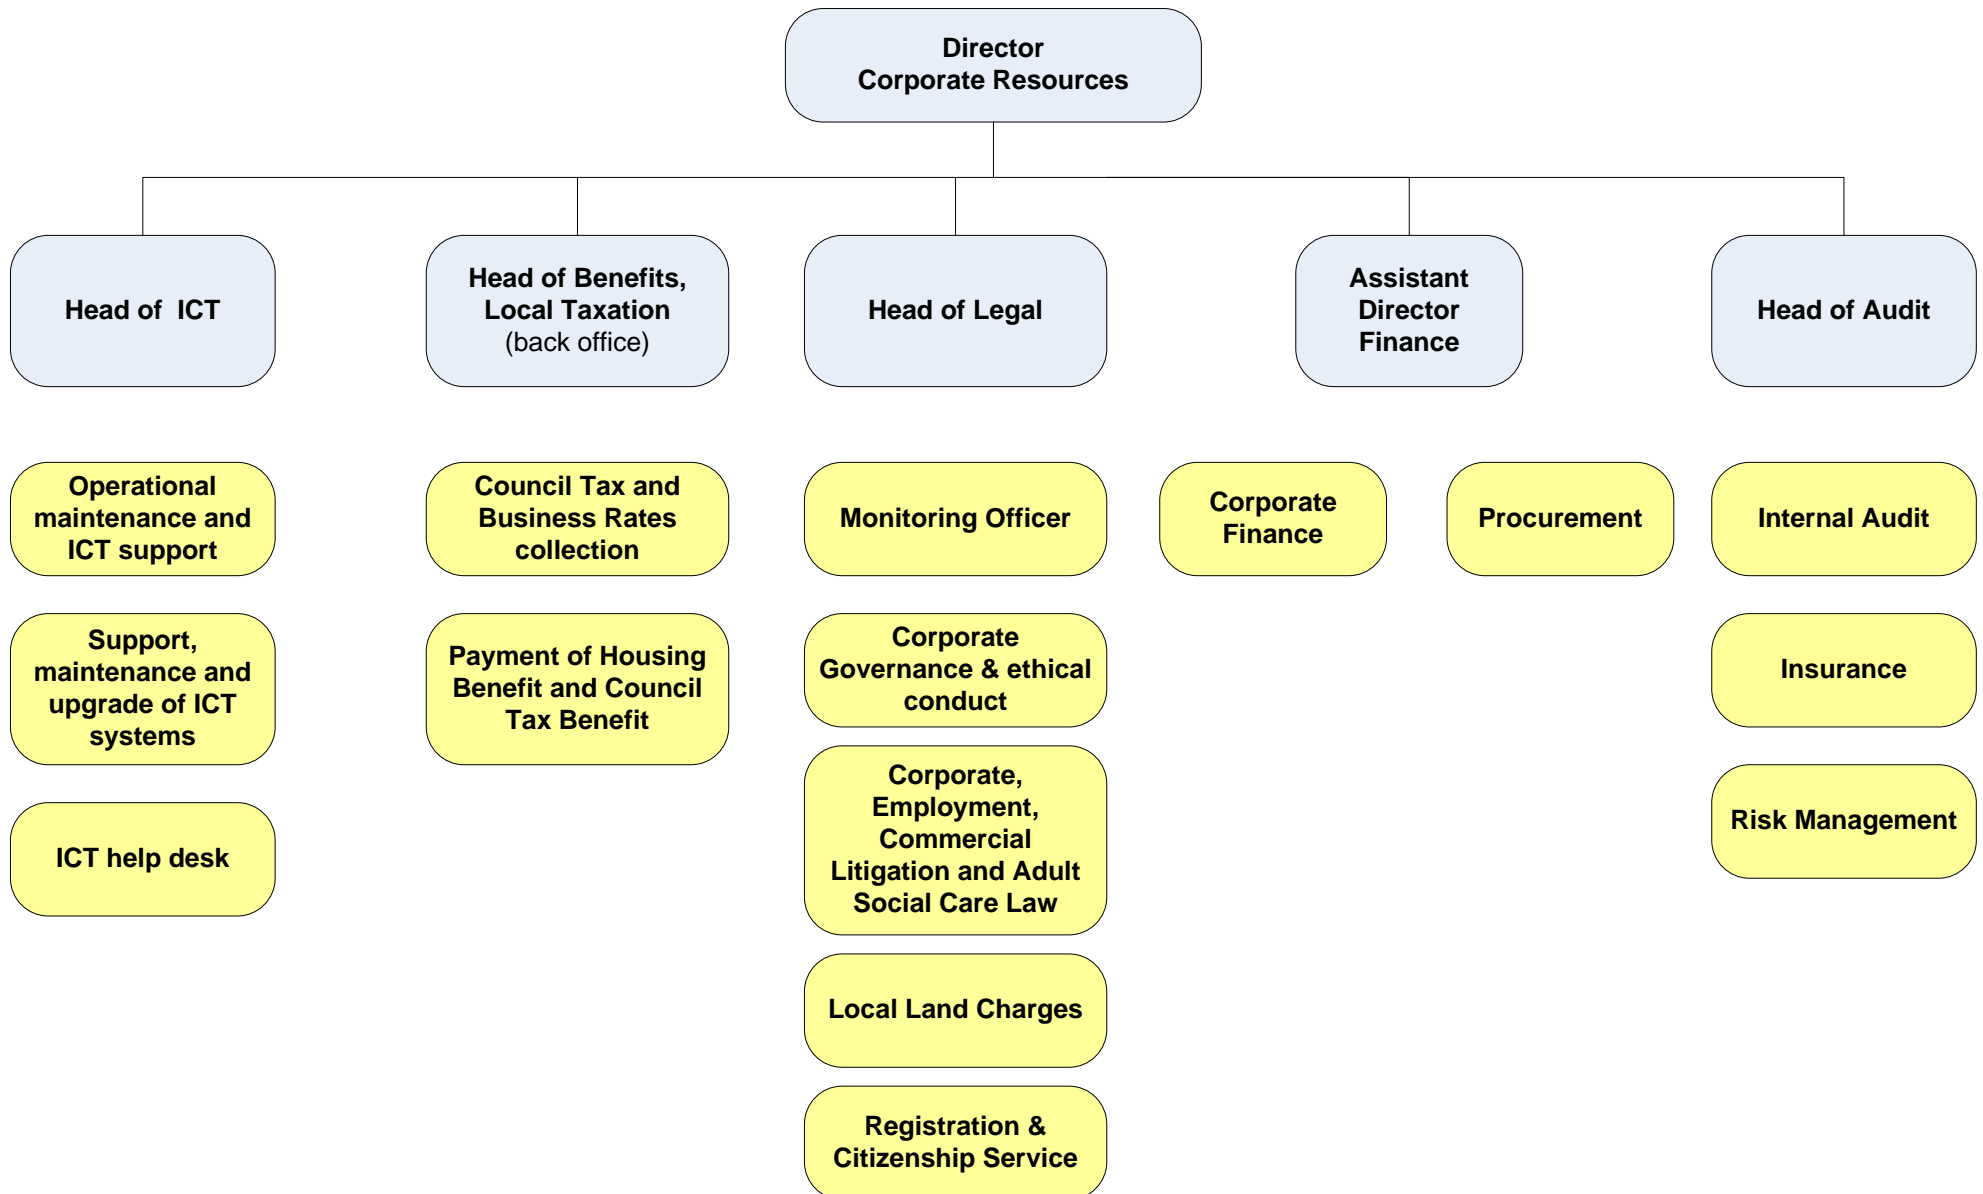 Director
Corporate Resources
Head of  ICT
Head of Benefits,
Local Taxation
(back office)
Head of Legal
Assistant
Director
Finance
Head of Audit
Operational
maintenance and
ICT support
Council Tax and
Business Rates
collection
Monitoring Officer
Corporate
Finance
Procurement
Internal Audit
Support,
maintenance and
upgrade of ICT
systems
Payment of Housing
Benefit and Council
Tax Benefit
Corporate
Governance & ethical
conduct
Insurance
ICT help desk
Corporate,
Employment,
Commercial
Litigation and Adult
Social Care Law
Risk Management
Local Land Charges
Registration &
Citizenship Service